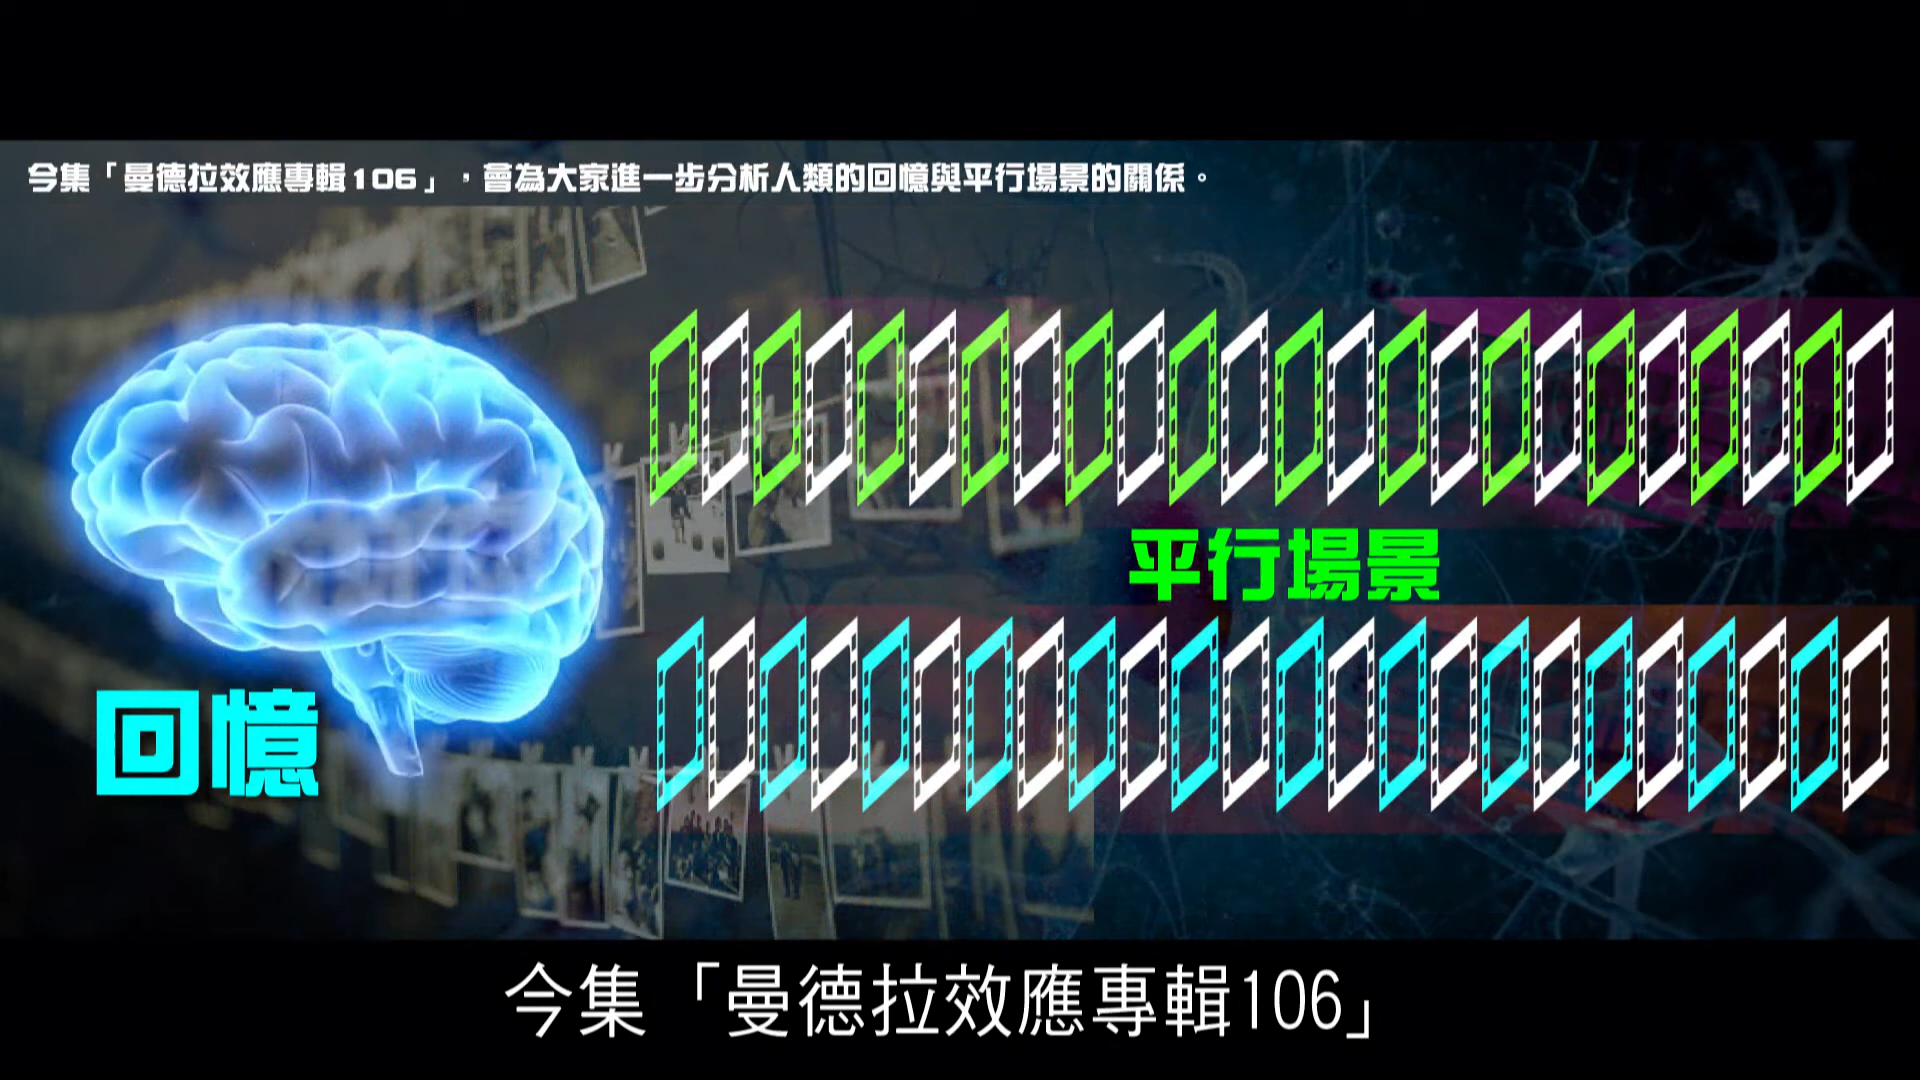 今集「曼德拉效應專輯106」，會為大家進一步分析人類的回憶與平行場景的關係。
平行場景
回憶
今集「曼德拉效應專輯106」